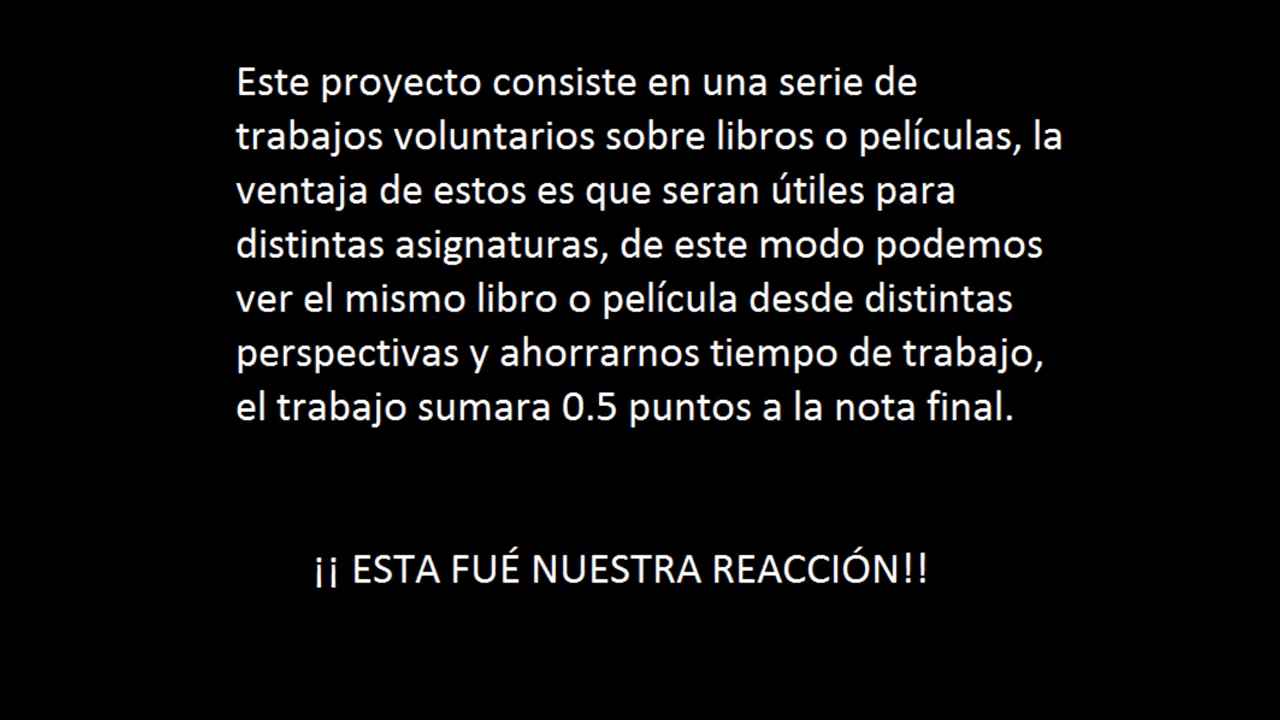 Este proyecto consiste en una serie de
trabajos voluntarios sobre libros o películas, la
ventaja de estos es que seran útiles para
distintas asignaturas, de este modo podemos
ver el mismo libro o película desde distintas
perspectivas y ahorrarnos tiempo de trabajo,
el trabajo sumara 0.5 puntos a la nota final.
¡¡ ESTA FUÉ NUESTRA REACCIÓN!!